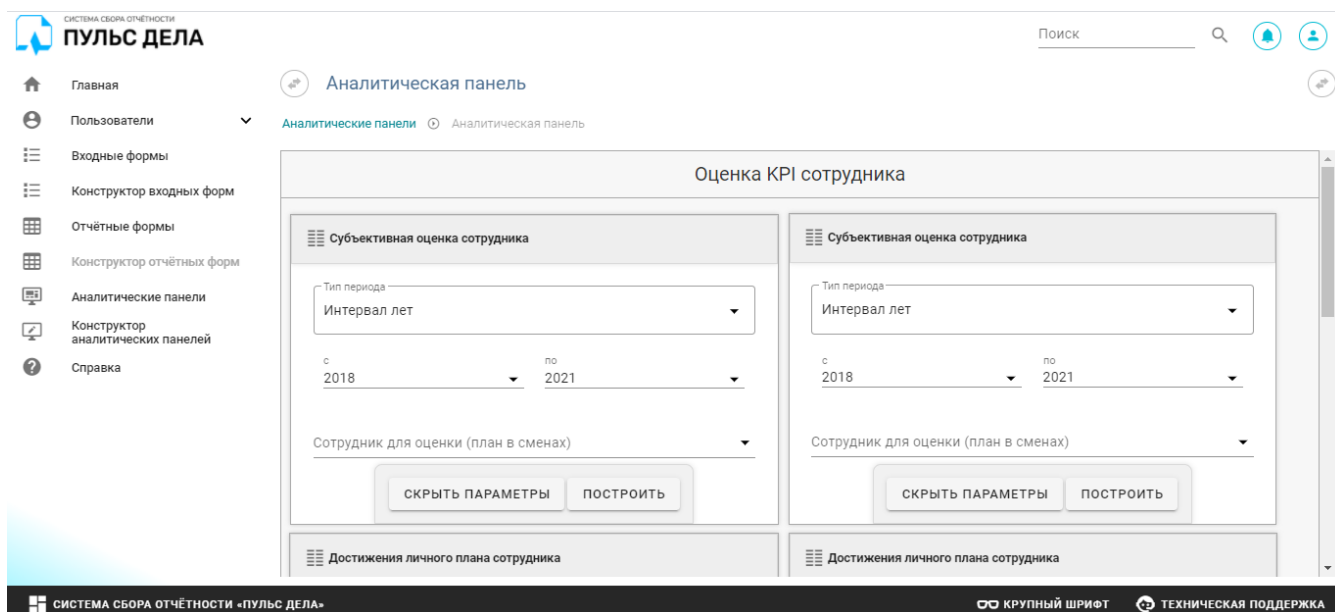 СИСТЕМА СБОРА ОТЧЁТНОСТИ
ПУЛЬС ДЕЛА
Поиск
Главная
Пользователи
Входные формы
Конструктор входных форм
Отчётные формы
Конструктор отчётных форм
Аналитические панели
Конструктор
аналитических панелей
Справка
Аналитическая панель
Аналитические панели Аналитическая панель
Оценка KPI сотрудника
Субъективная оценка сотрудника
Тип периода
Интервал лет
с по
2018 2021
Сотрудник для оценки (план в сменах)
СКРЫТЬ ПАРАМЕТРЫ ПОСТРОИТЬ
Достижения личного плана сотрудника
Субъективная оценка сотрудника
Тип периода
Интервал лет
с по
2018 2021
Сотрудник для оценки (план в сменах)
СКРЫТЬ ПАРАМЕТРЫ ПОСТРОИТЬ
Достижения личного плана сотрудника
СИСТЕМА СБОРА ОТЧЁТНОСТИ «ПУЛЬС ДЕЛА»
КРУПНЫЙ ШРИФТ ТЕХНИЧЕСКАЯ ПОДДЕРЖКА